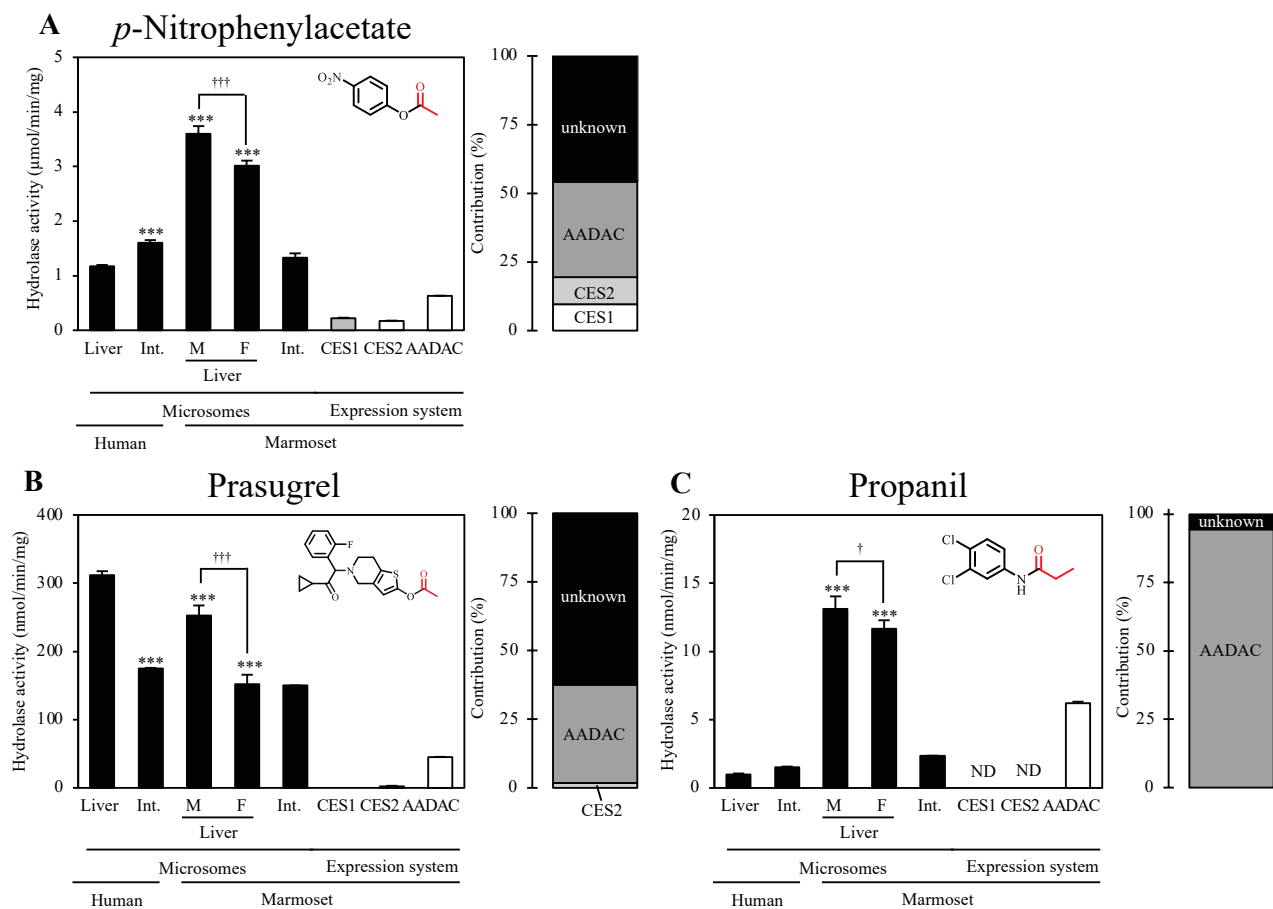 A
p-Nitrophenylacetate
Hydrolase activity (μmol/min/mg)
5
4
3
2
1
0
***
***
***
†††
O₂N
O
O
Liver Int. M F Int. CES1 CES2 AADAC
Liver
Microsomes Expression system
Human Marmoset
Contribution (%)
100
75
50
25
0
unknown
AADAC
CES2
CES1
B
Prasugrel
Hydrolase activity (nmol/min/mg)
400
300
200
100
0
***
***
***
†††
F
N
S
O
O
O
Liver Int. M F Int. CES1 CES2 AADAC
Liver
Microsomes Expression system
Human Marmoset
Contribution (%)
100
75
50
25
0
unknown
AADAC
CES2
C
Propanil
Hydrolase activity (nmol/min/mg)
20
15
10
5
0
***
***
†
Cl
Cl
O
N
H
ND ND
Liver Int. M F Int. CES1 CES2 AADAC
Liver
Microsomes Expression system
Human Marmoset
Contribution (%)
100
75
50
25
0
unknown
AADAC